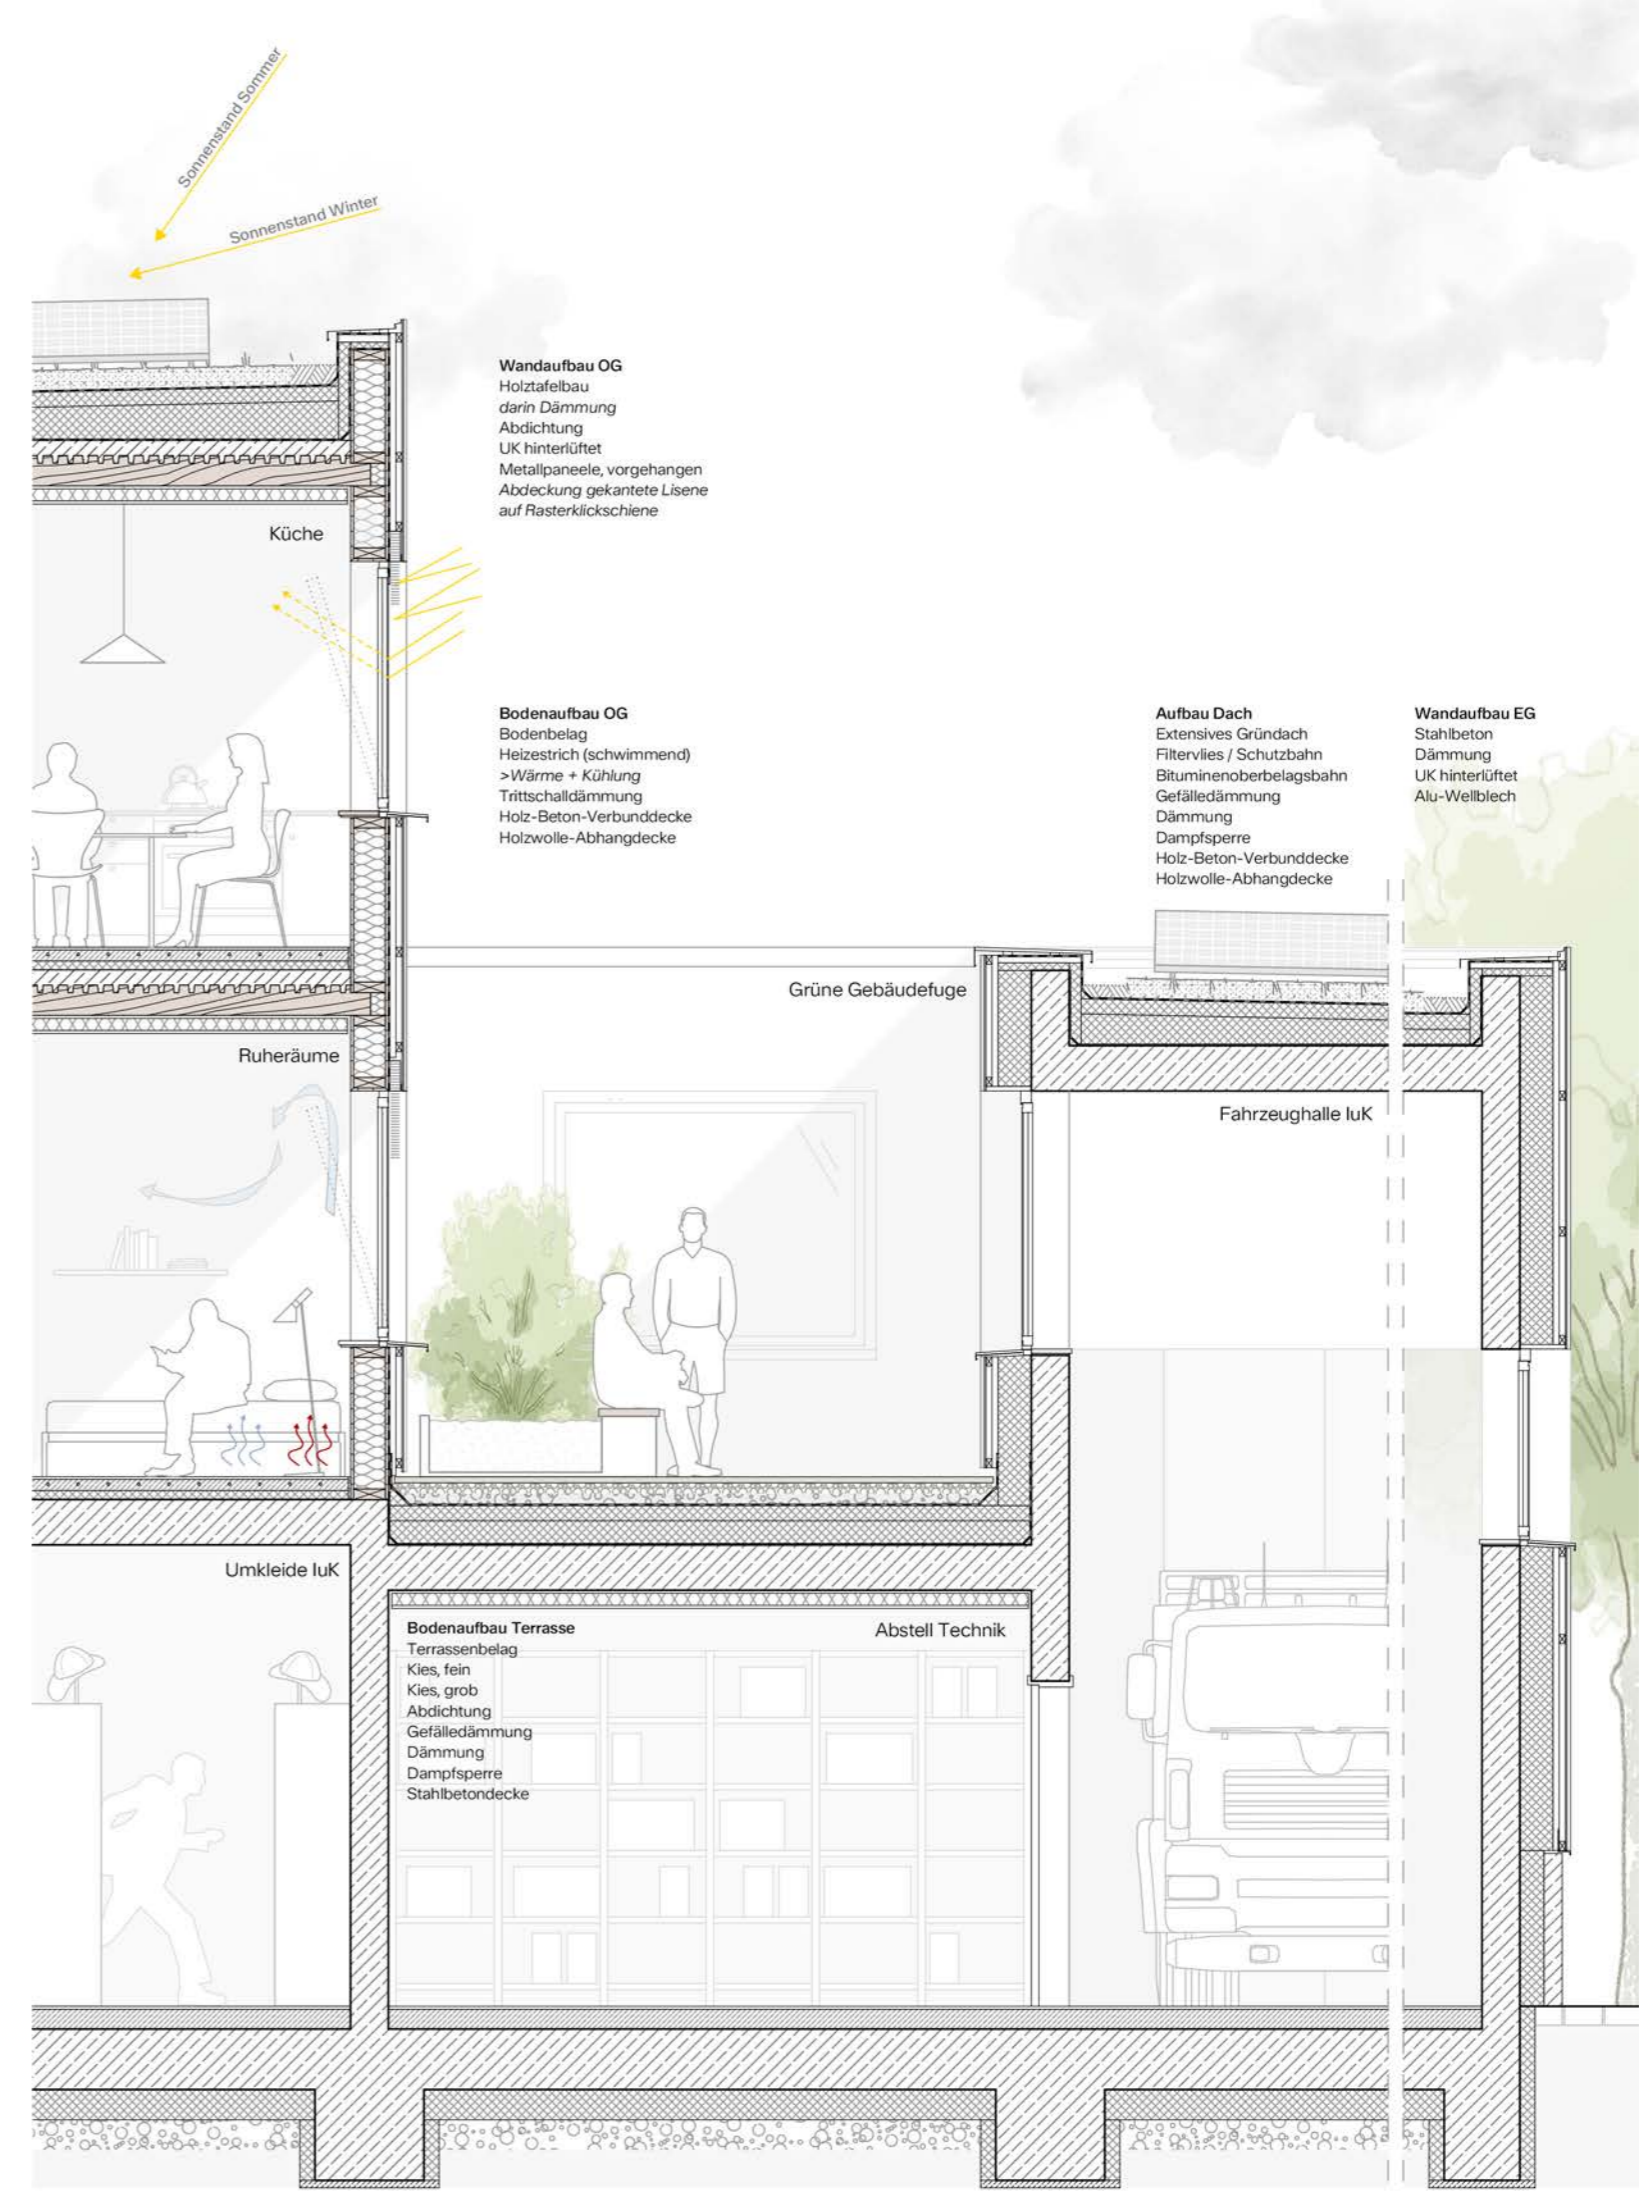 Sonnenstand Sommer
Sonnenstand Winter
Wandaufbau OG
Holztafelbau
darin Dämmung
Abdichtung
UK hinterlüftet
Metallpaneele, vorgehangen
Abdeckung gekantete Lisene
auf Rasterklickschiene
Küche
Bodenaufbau OG
Bodenbelag
Heizestrich (schwimmend)
>Wärme + Kühlung
Trittschalldämmung
Holz-Beton-Verbunddecke
Holzwolle-Abhangdecke
Aufbau Dach
Extensives Gründach
Filtervlies / Schutzbahn
Bituminenoberbelagsbahn
Gefälledämmung
Dämmung
Dampfsperre
Holz-Beton-Verbunddecke
Holzwolle-Abhangdecke
Wandaufbau EG
Stahlbeton
Dämmung
UK hinterlüftet
Alu-Wellblech
Grüne Gebäudefuge
Ruheräume
Fahrzeughalle IuK
Umkleide IuK
Bodenaufbau Terrasse
Terrassenbelag
Kies, fein
Kies, grob
Abdichtung
Gefälledämmung
Dämmung
Dampfsperre
Stahlbetondecke
Abstell Technik